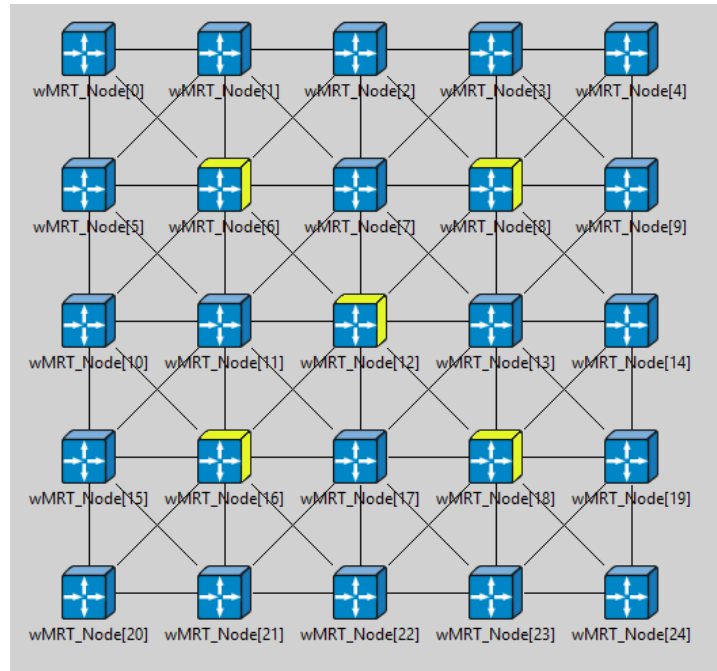 wMRT_Node[0] wMRT_Node[1] wMRT_Node[2] wMRT_Node[3] wMRT_Node[4]
wMRT_Node[5] wMRT_Node[6] wMRT_Node[7] wMRT_Node[8] wMRT_Node[9]
wMRT_Node[10] wMRT_Node[11] wMRT_Node[12] wMRT_Node[13] wMRT_Node[14]
wMRT_Node[15] wMRT_Node[16] wMRT_Node[17] wMRT_Node[18] wMRT_Node[19]
wMRT_Node[20] wMRT_Node[21] wMRT_Node[22] wMRT_Node[23] wMRT_Node[24]